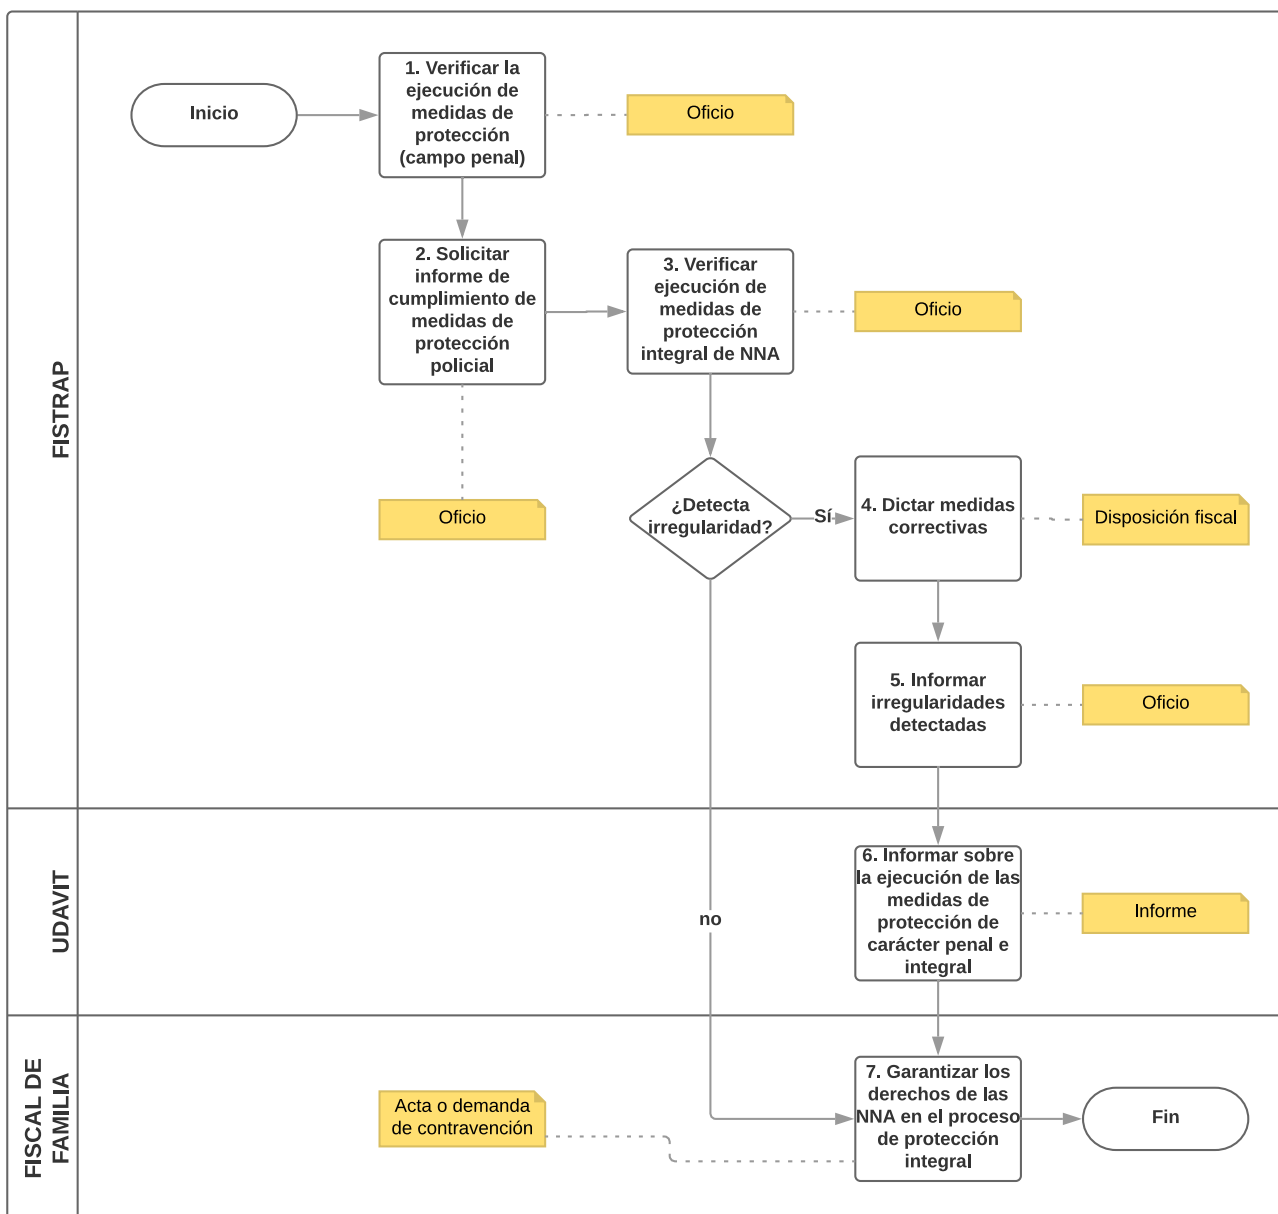 FISTRAP
Inicio
1. Verificar la
ejecución de
medidas de
protección
(campo penal)
Oficio
2. Solicitar
informe de
cumplimiento de
medidas de
protección
policial
Oficio
3. Verificar
ejecución de
medidas de
protección
integral de NNA
Oficio
¿Detecta
irregularidad?
Sí
4. Dictar medidas
correctivas
Disposición fiscal
5. Informar
irregularidades
detectadas
Oficio
no
UDAVIT
6. Informar sobre
la ejecución de las
medidas de
protección de
carácter penal e
integral
Informe
FISCAL DE
FAMILIA
Acta o demanda
de contravención
7. Garantizar los
derechos de las
NNA en el proceso
de protección
integral
Fin